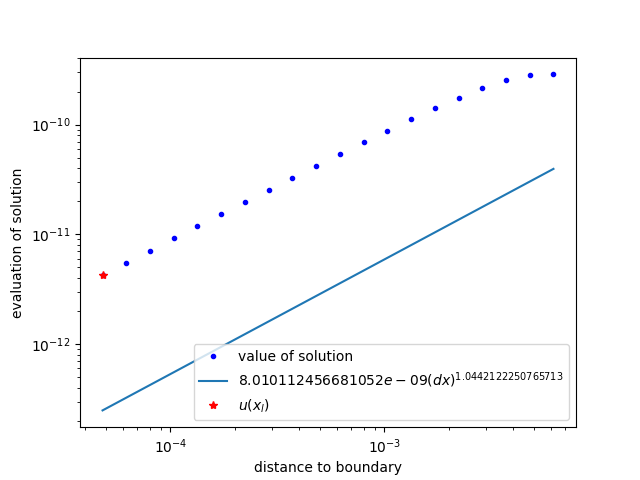 evaluation of solution
10^{-10}
10^{-11}
10^{-12}
value of solution
8.010112456681052e − 09(dx)^{1.0442122250765713}
u(x_l)
10^{-4}
10^{-3}
distance to boundary